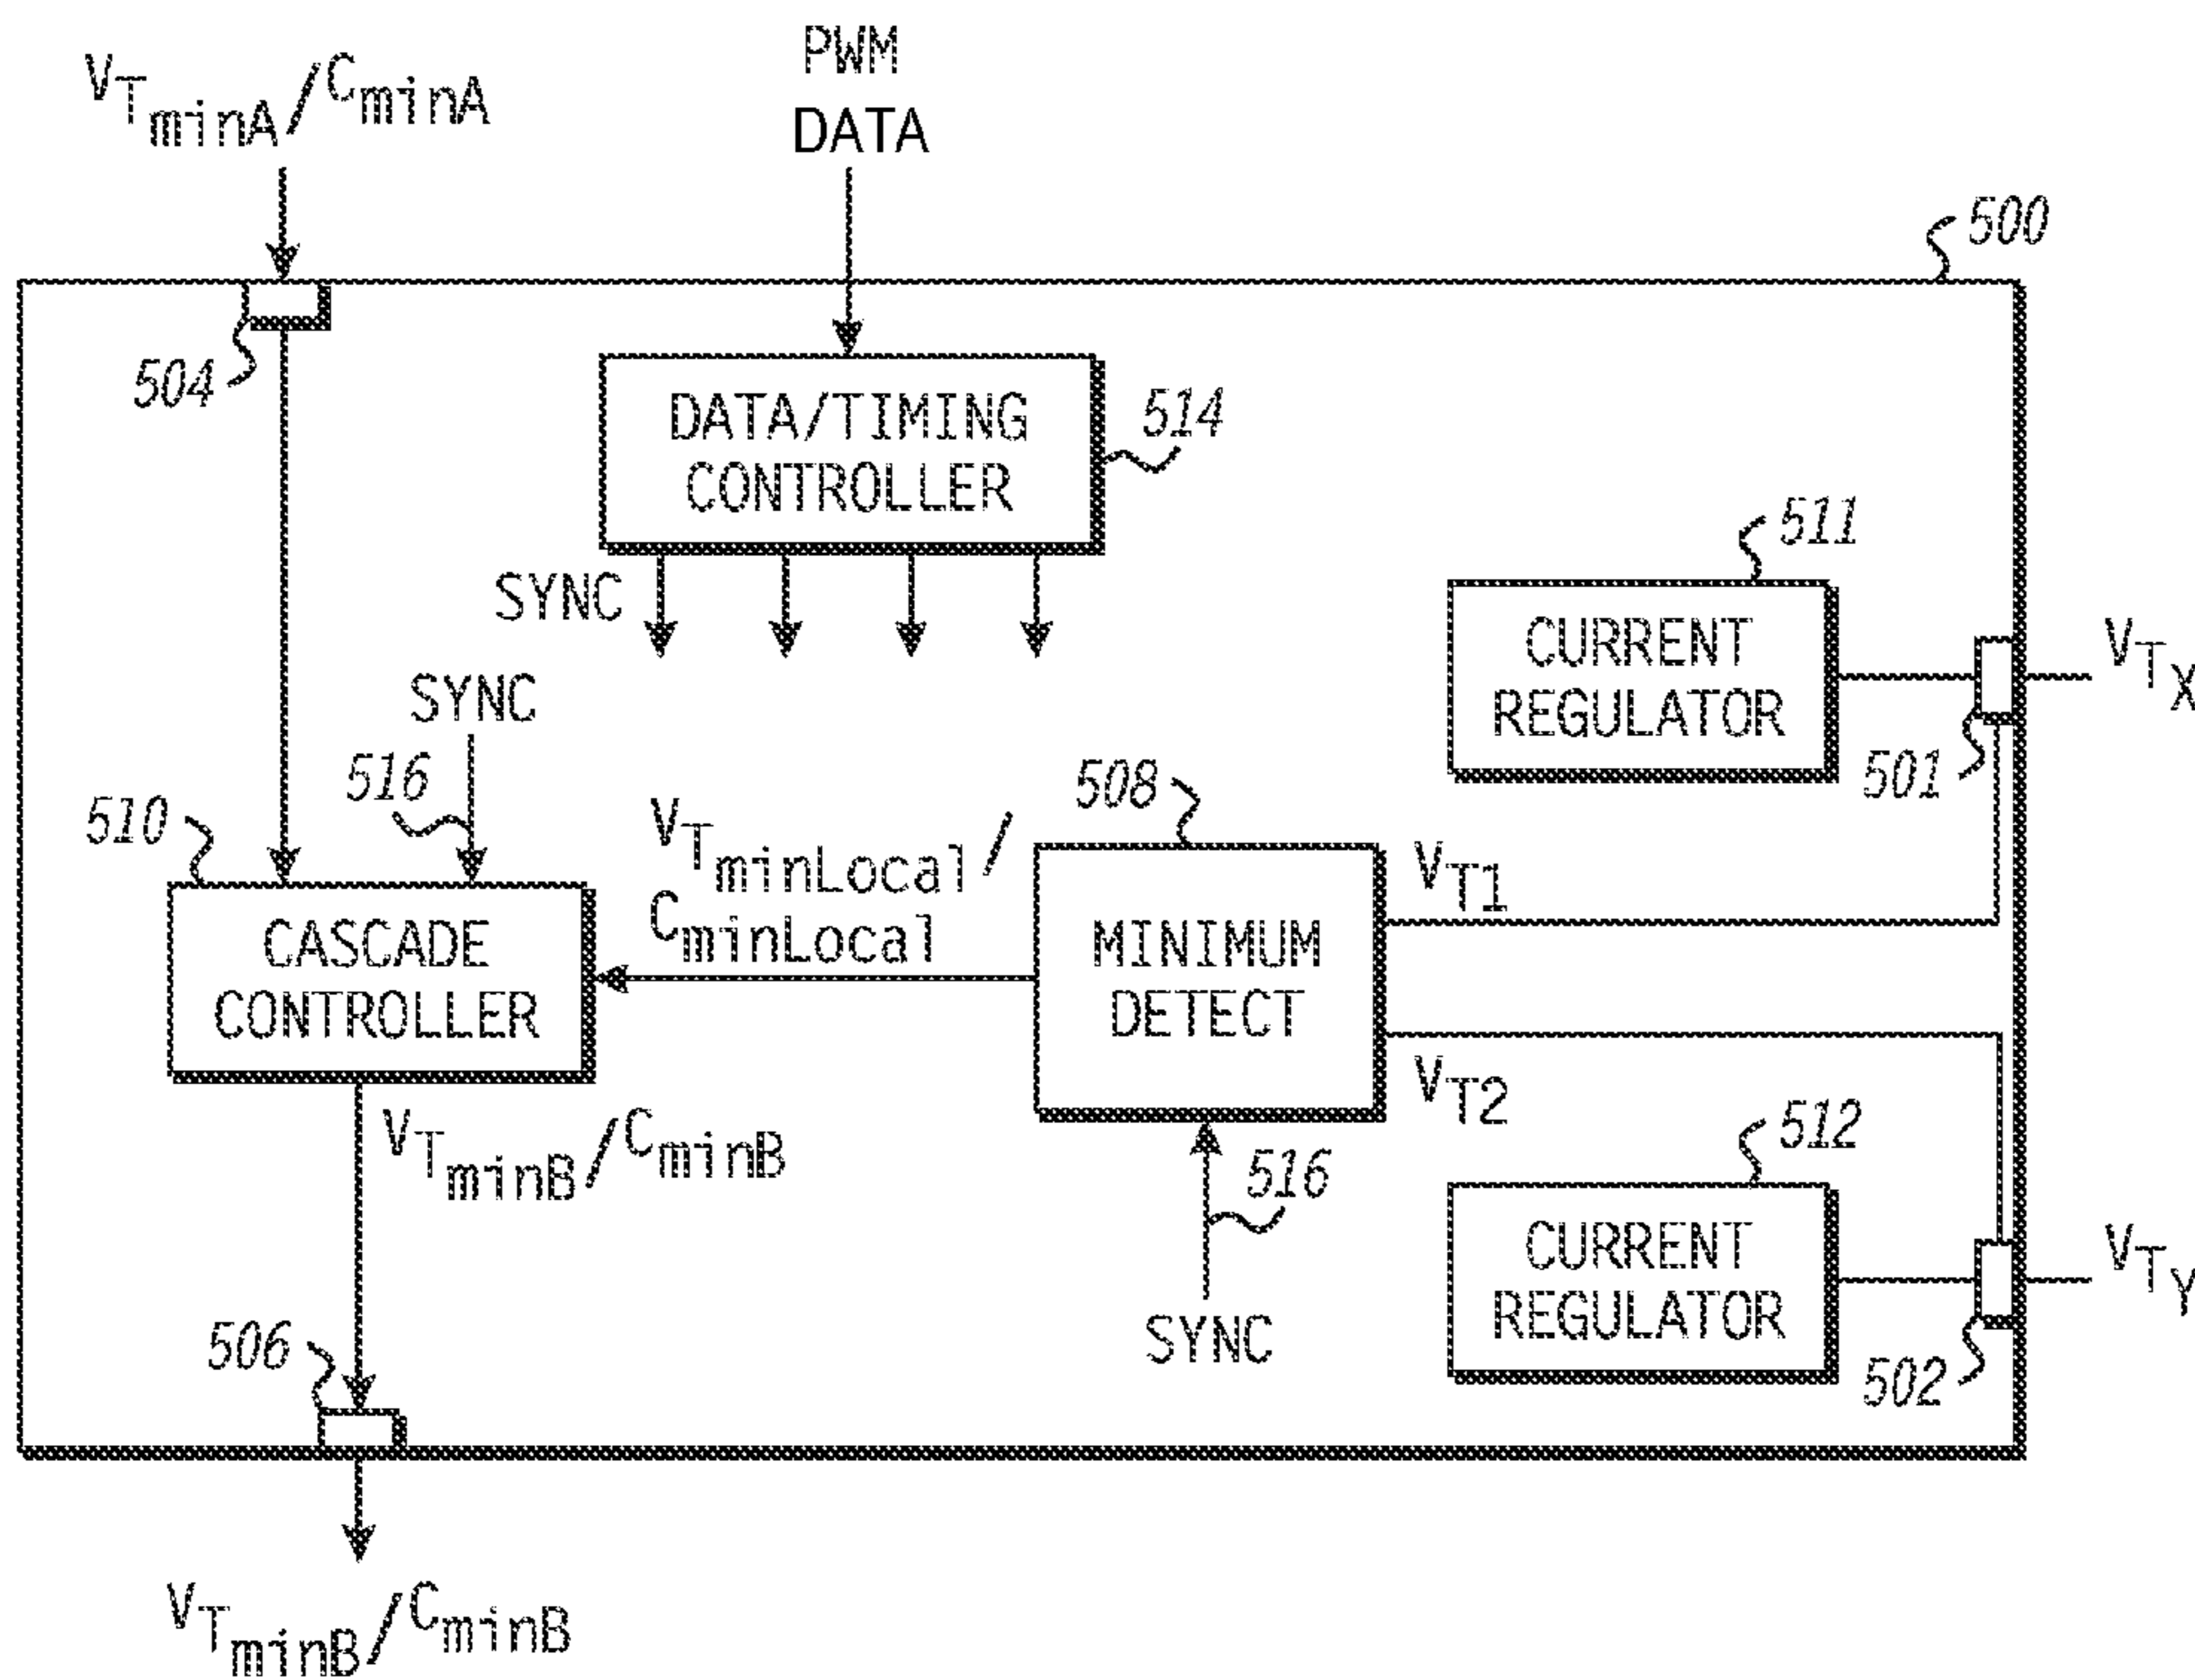 VTminA/CminA
PWM
DATA
500
504
DATA/TIMING
CONTROLLER
514
SYNC
511
CURRENT
REGULATOR
VTX
501
SYNC
516
510
508
VTminLocal/
CminLocal
VT1
CASCADE
CONTROLLER
MINIMUM
DETECT
VT2
VTminB/CminB
516
SYNC
512
CURRENT
REGULATOR
VTY
502
506
VTminB/CminB